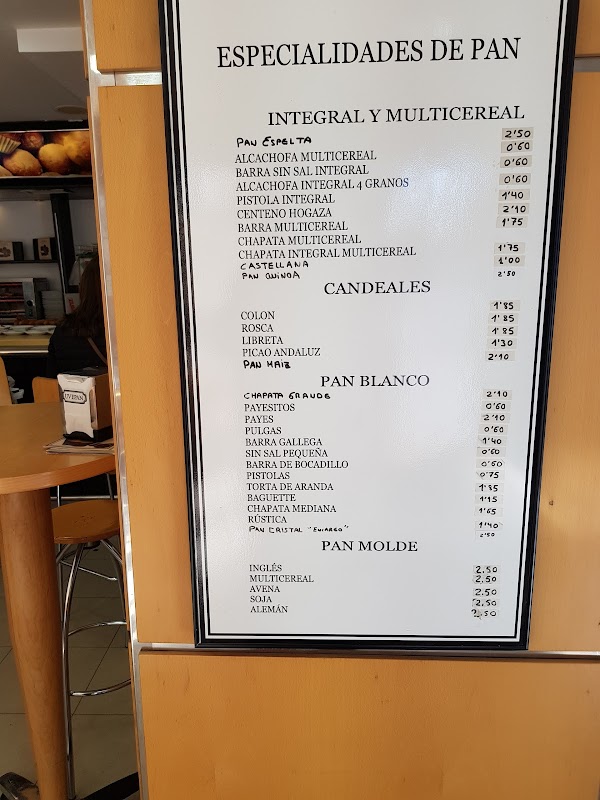 ESPECIALIDADES DE PAN
INTEGRAL Y MULTICEREAL
PAN ESPELTA 2'50
ALCACHOFA MULTICEREAL 0'60
BARRA SIN SAL INTEGRAL 0'60
ALCACHOFA INTEGRAL 4 GRANOS 0'60
PISTOLA INTEGRAL 1'40
CENTENO HOGAZA 2'10
BARRA MULTICEREAL 1'75
CHAPATA MULTICEREAL
CHAPATA INTEGRAL MULTICEREAL 1'75
CASTELLANA 1'00
PAN QUINOA 2'50
CANDEALES
COLON 1'85
ROSCA 1'85
LIBRETA 1'85
PICAO ANDALUZ 1'30
PAN MAIZ 2'10
PAN BLANCO
CHAPATA GRANDE 2'10
PAYESITOS 0'60
PAYES 2'10
PULGAS 0'60
BARRA GALLEGA 1'40
SIN SAL PEQUEÑA 0'60
BARRA DE BOCADILLO 0'60
PISTOLAS 0'75
TORTA DE ARANDA 1'85
BAGUETTE 1'15
CHAPATA MEDIANA 1'65
RÚSTICA 1'40
PAN CRISTAL 2'50
PAN MOLDE
INGLÉS 2,50
MULTICEREAL 2,50
AVENA 2.50
SOJA 2,50
ALEMÁN 2,50